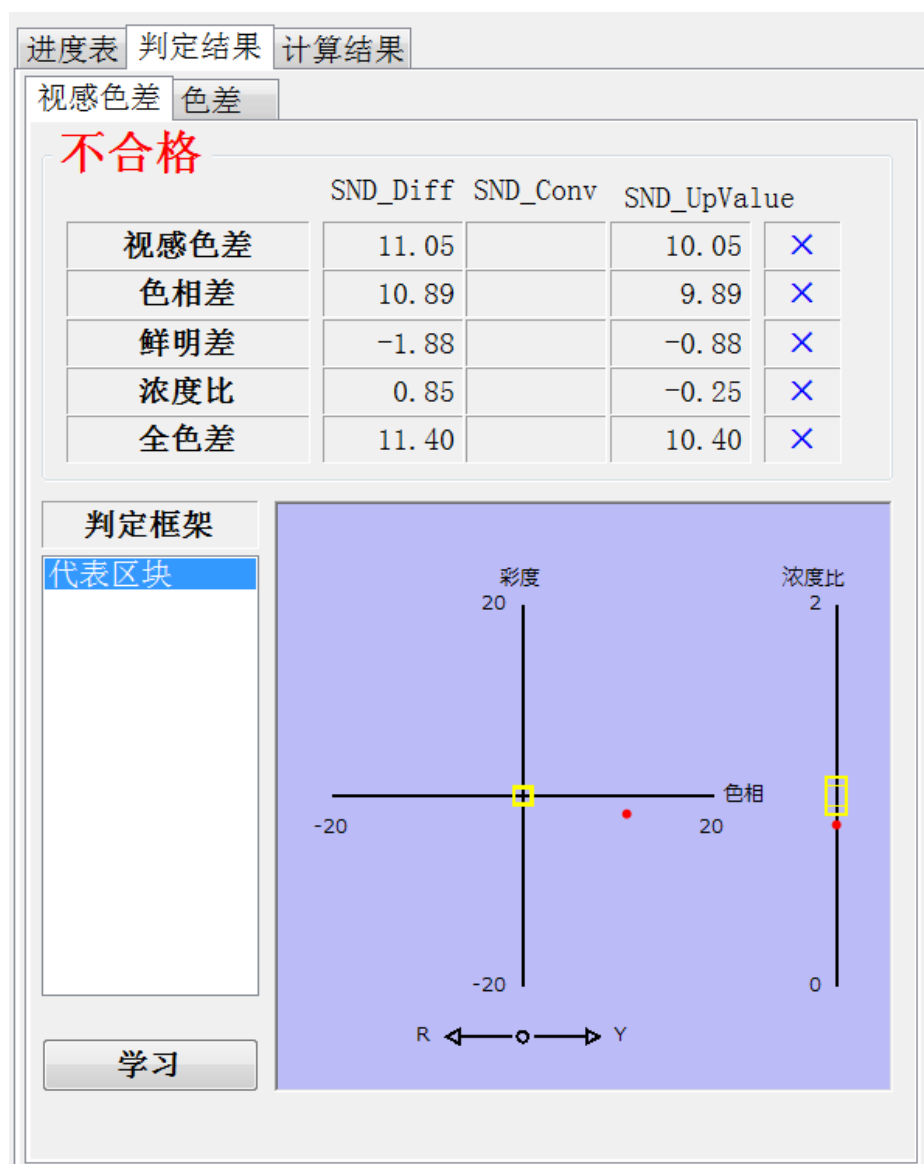 进度表 判定结果 计算结果
视感色差 色差
不合格
SND_Diff SND_Conv SND_UpValue
视感色差 11.05 10.05 ×
色相差 10.89 9.89 ×
鲜明差 -1.88 -0.88 ×
浓度比 0.85 -0.25 ×
全色差 11.40 10.40 ×
判定框架
代表区块
彩度 浓度比
20 2
色相
-20 20
-20 0
R Y
学习